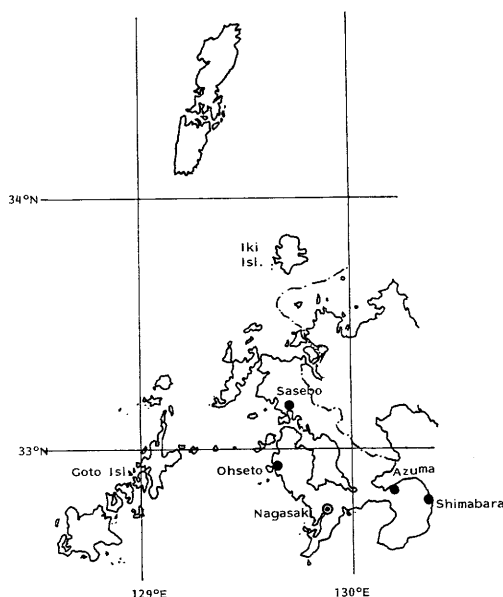 34°N
Iki
Isl.
Sasebo
33°N
Goto Isl.
Ohseto
Azuma
Nagasaki
Shimabara
129°E
130°E